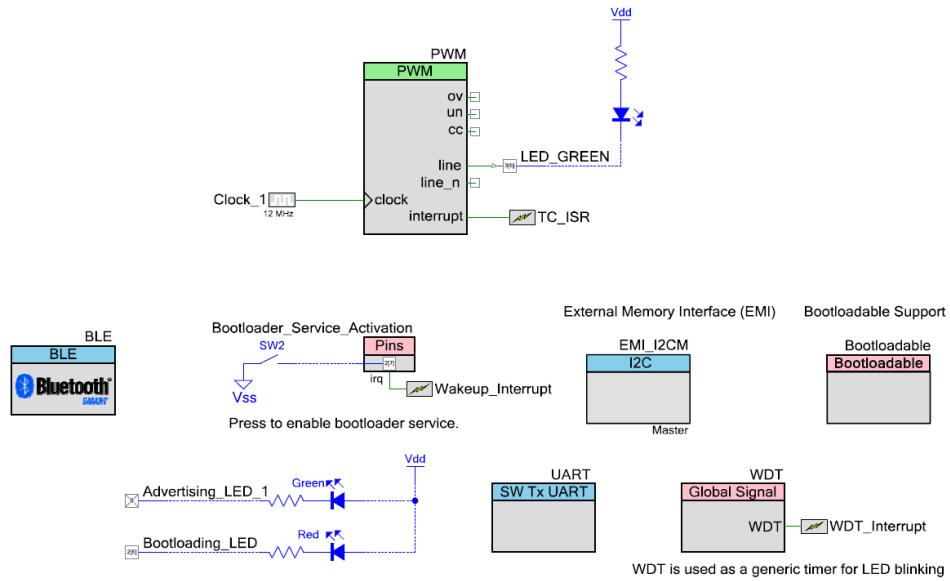 Vdd
PWM
PWM
ov
un
cc
line
LED_GREEN
line_n
Clock_1
12 MHz
clock
interrupt
TC_ISR
External Memory Interface (EMI)
Bootloadable Support
BLE
BLE
Bluetooth
SMART
Bootloader_Service_Activation
SW2
Pins
2[7]
irq
Vss
Wakeup_Interrupt
Press to enable bootloader service.
EMI_I2CM
I2C
Master
Bootloadable
Bootloadable
Vdd
Advertising_LED_1
Green
Bootloading_LED
Red
UART
SW Tx UART
WDT
Global Signal
WDT
WDT_Interrupt
WDT is used as a generic timer for LED blinking